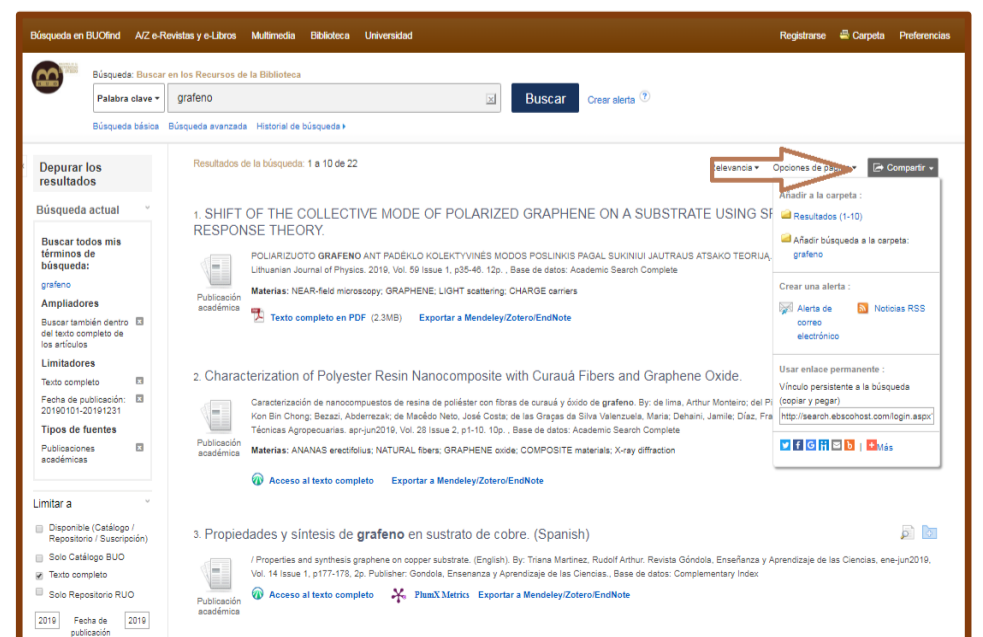 Búsqueda en BUOfind A/Z e-Revistas y e-Libros Multimedia Biblioteca Universidad Registrarse Carpeta Preferencias
Búsqueda: Buscar en los Recursos de la Biblioteca
Palabra clave grafeno Buscar Crear alerta ?
Búsqueda básica Búsqueda avanzada Historial de búsqueda
Depurar los
resultados
Búsqueda actual
Buscar todos mis
términos de
búsqueda:
grafeno
Ampliadores
Buscar también dentro
del texto completo de
los artículos
Limitadores
Texto completo
Fecha de publicación:
20190101-20191231
Tipos de fuentes
Publicaciones
académicas
Limitar a
Disponible (Catálogo /
Repositorio / Suscripción)
Solo Catálogo BUO
Texto completo
Solo Repositorio RUO
2019 Fecha de 2019
publicación
Resultados de la búsqueda: 1 a 10 de 22
Opciones de Compartir
1. SHIFT OF THE COLLECTIVE MODE OF POLARIZED GRAPHENE ON A SUBSTRATE USING
RESPONSE THEORY.
POLIARIZUOTO GRAFENO ANT PADĖKLO KOLEKTYVINĖS MODOS POSLINKIS PAGAL SUKINIUI JAUTRAUS ATSAKO TEORIJĄ.
Lithuanian Journal of Physics. 2019, Vol. 59 Issue 1, p35-46. 12p. , Base de datos: Academic Search Complete
Publicación
académica
Materias: NEAR-field microscopy; GRAPHENE; LIGHT scattering; CHARGE carriers
Texto completo en PDF (2.3MB) Exportar a Mendeley/Zotero/EndNote
2. Characterization of Polyester Resin Nanocomposite with Curauá Fibers and Graphene Oxide.
Caracterización de nanocompuestos de resina de poliéster con fibras de curauá y óxido de grafeno. By: de lima, Arthur Monteiro; del
Kon Bin Chong; Bezazi, Abderrezak; de Macêdo Neto, José Costa; de las Graças da Silva Valenzuela, Maria; Dehaini, Jamile; Díaz,
Técnicas Agropecuarias. apr-jun2019, Vol. 28 Issue 2, p1-10. 10p. , Base de datos: Academic Search Complete
Publicación
académica
Materias: ANANAS erectifolius; NATURAL fibers; GRAPHENE oxide; COMPOSITE materials; X-ray diffraction
Acceso al texto completo Exportar a Mendeley/Zotero/EndNote
3. Propiedades y síntesis de grafeno en sustrato de cobre. (Spanish)
/ Properties and synthesis graphene on copper substrate. (English). By: Triana Martinez, Rudolf Arthur. Revista Góndola, Enseñanza y Aprendizaje de las Ciencias, ene-jun2019,
Vol. 14 Issue 1, p177-178, 2p. Publisher: Gondola, Ensenanza y Aprendizaje de las Ciencias., Base de datos: Complementary Index
Publicación
académica
Acceso al texto completo PlumX Metrics Exportar a Mendeley/Zotero/EndNote
Añadir a la carpeta :
Resultados (1-10)
Añadir búsqueda a la carpeta:
grafeno
Crear una alerta :
Alerta de
correo
electrónico
Noticias RSS
Usar enlace permanente :
Vínculo persistente a la búsqueda
(copiar y pegar)
http://search.ebscohost.com/login.aspx
Más